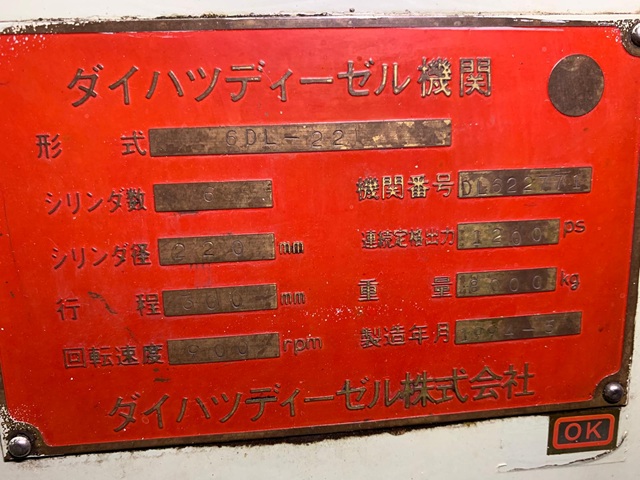 ダイハツディーゼル機関
形 式 6DL-22
シリンダ数 6 機関番号
シリンダ径 220 mm 連続定格出力 1200 ps
行 程 300 mm 重 量 kg
回転速度 900 rpm 製造年月
ダイハツディーゼル株式会社
OK